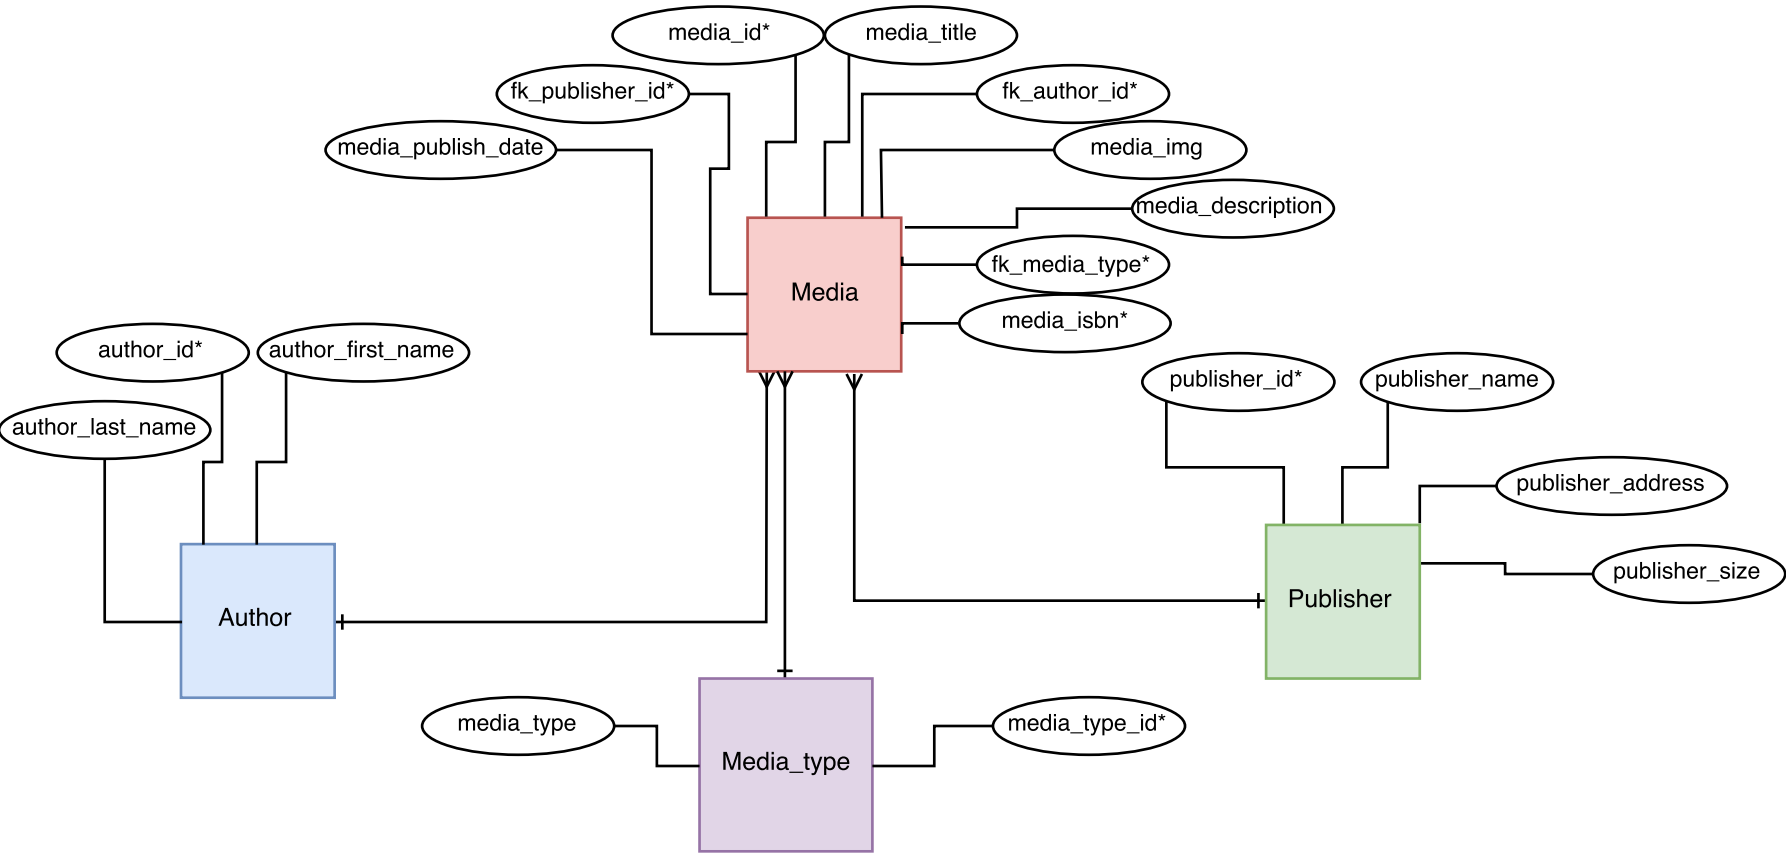 media_id*
media_title
fk_publisher_id*
fk_author_id*
media_publish_date
media_img
media_description
fk_media_type*
Media
media_isbn*
author_id*
author_first_name
publisher_id*
publisher_name
author_last_name
publisher_address
publisher_size
Publisher
Author
media_type
media_type_id*
Media_type